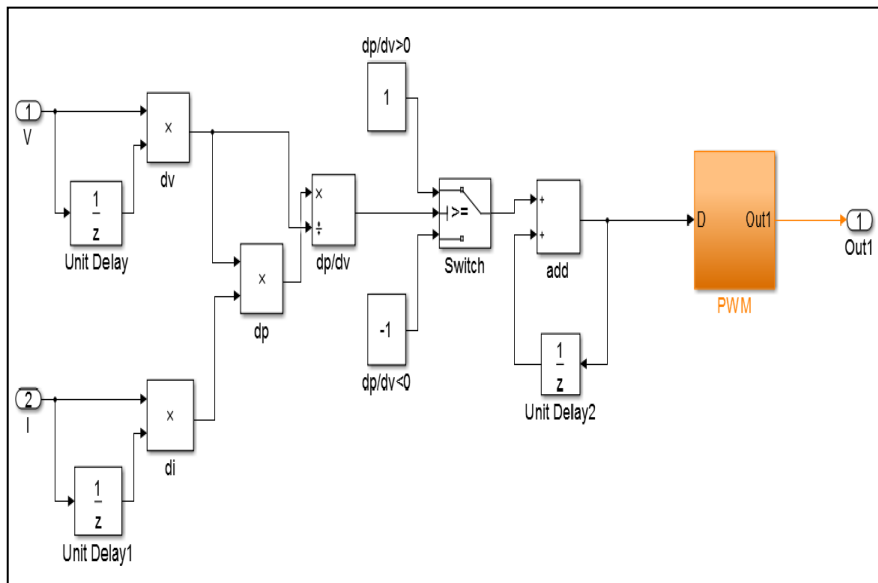 dp/dv>0
1
1
V
×
dv
1
z
Unit Delay
×
÷
dp/dv
>=
Switch
+
+
add
D
Out1
PWM
1
Out1
×
dp
-1
dp/dv<0
1
z
Unit Delay2
2
I
×
di
1
z
Unit Delay1